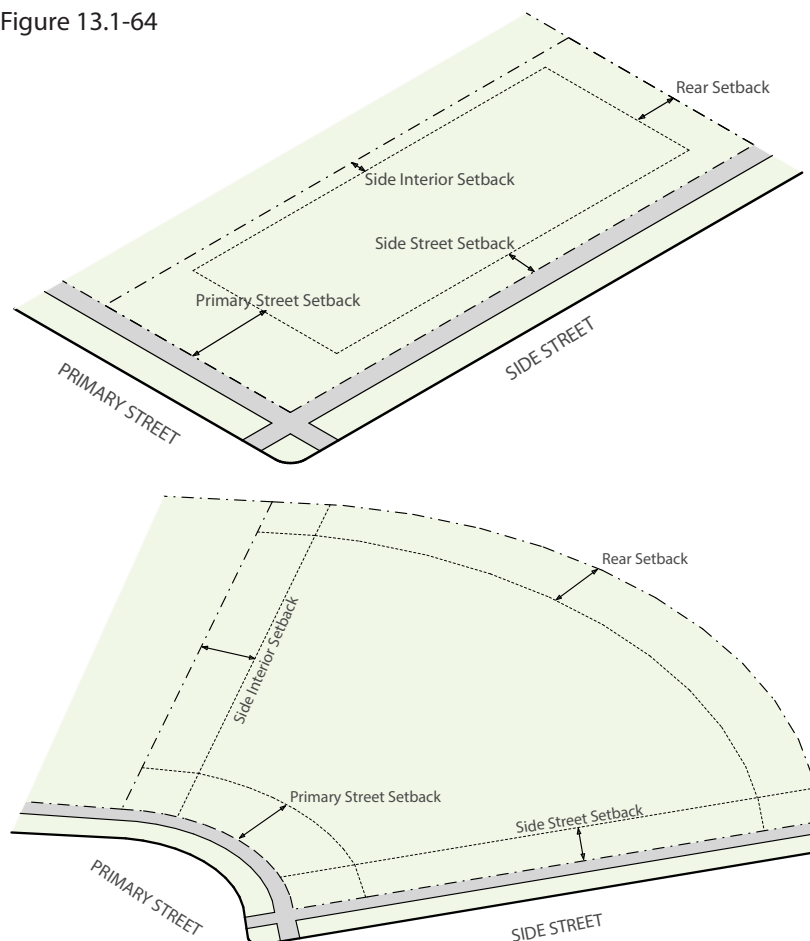 Figure 13.1-64
Rear Setback
Side Interior Setback
Side Street Setback
Primary Street Setback
PRIMARY STREET
SIDE STREET
Rear Setback
Side Interior Setback
Primary Street Setback
Side Street Setback
PRIMARY STREET
SIDE STREET